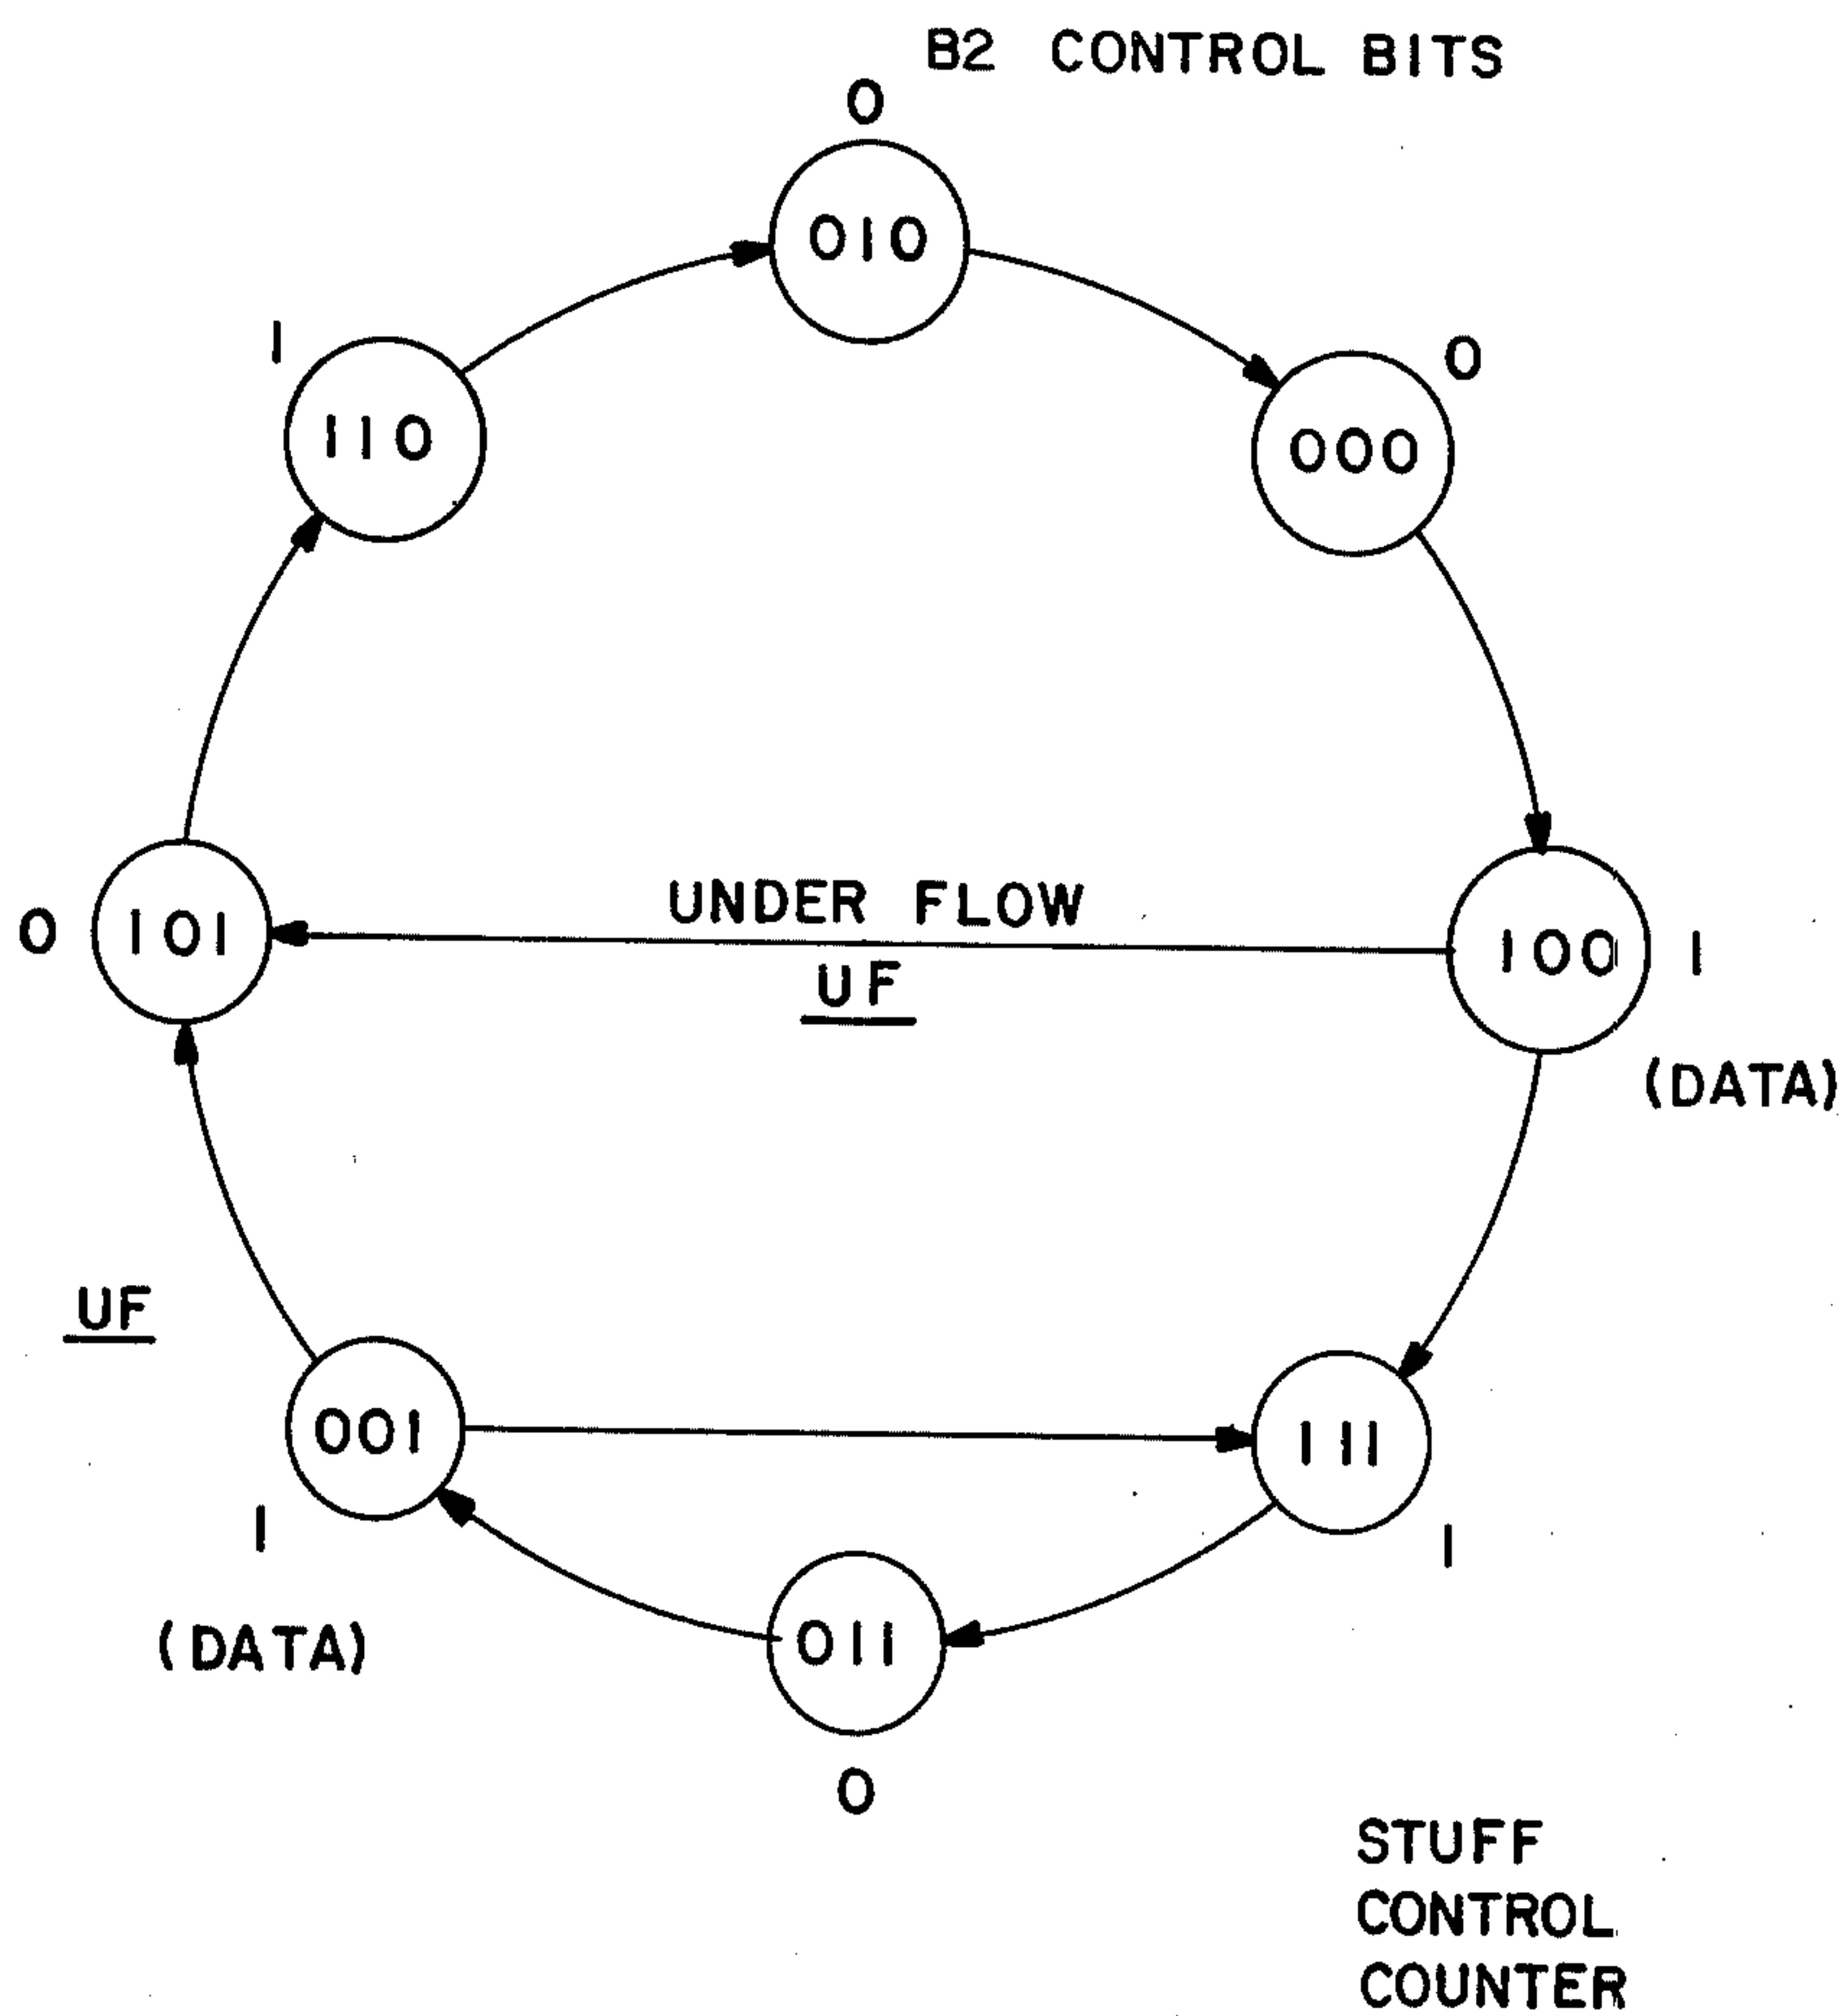 B2 CONTROL BITS
0
010
1
110
0
000
0
101
UNDER FLOW
UF
100
1
(DATA)
UF
001
1
(DATA)
111
1
011
0
STUFF
CONTROL
COUNTER